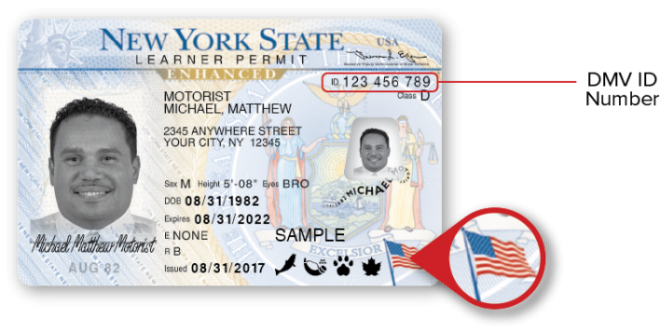 NEW YORK STATE
USA
LEARNER PERMIT
ENHANCED
ID 123 456 789
DMV ID
Number
Class D
MOTORIST
MICHAEL, MATTHEW
2345 ANYWHERE STREET
YOUR CITY, NY 12345
Sex M Height 5'-08" Eyes BRO
DOB 08/31/1982
Expires 08/31/2022
E NONE
R B
Issued 08/31/2017
SAMPLE
MICHAEL
EXCELSIOR
Michael Matthew Motorist
AUG 82